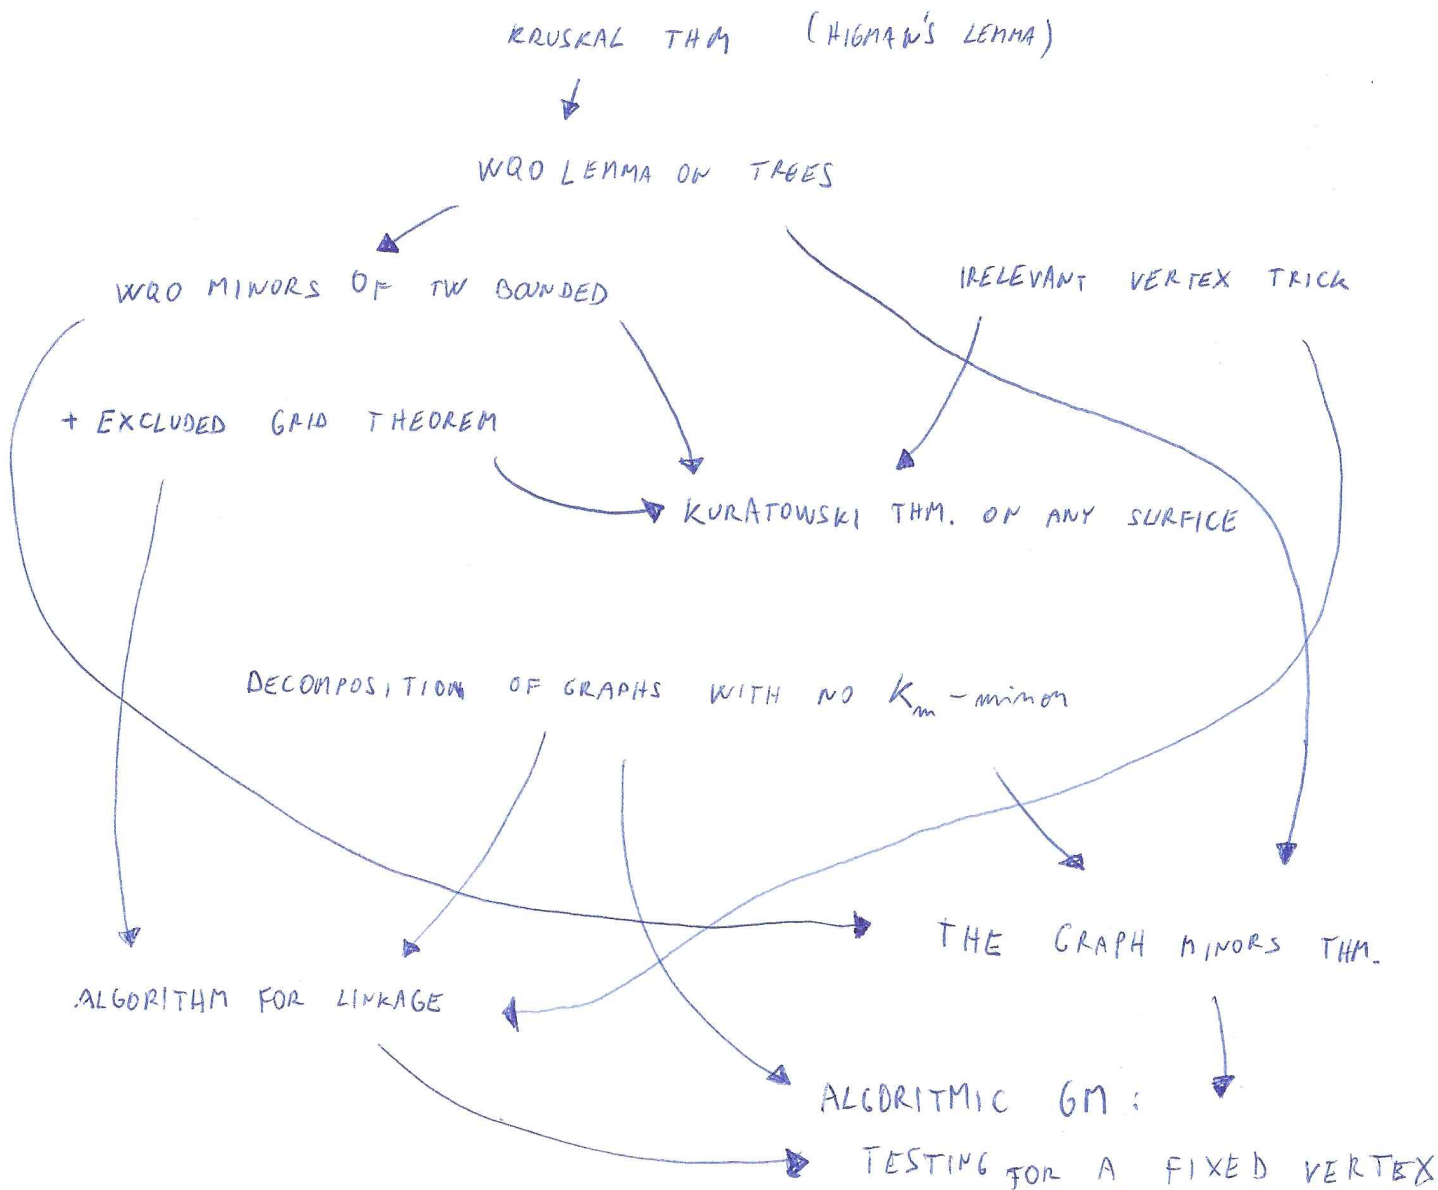 KRUSKAL THM (HIGMAN'S LEMMA)
WQO LEMMA ON TREES
WQO MINORS OF TW BOUNDED
IRELEVANT VERTEX TRICK
+ EXCLUDED GRID THEOREM
KURATOWSKI THM. ON ANY SURFICE
DECOMPOSITION OF GRAPHS WITH NO Km-minor
THE GRAPH MINORS THM.
ALGORITHM FOR LINKAGE
ALGORITMIC GM:
TESTING FOR A FIXED VERTEX